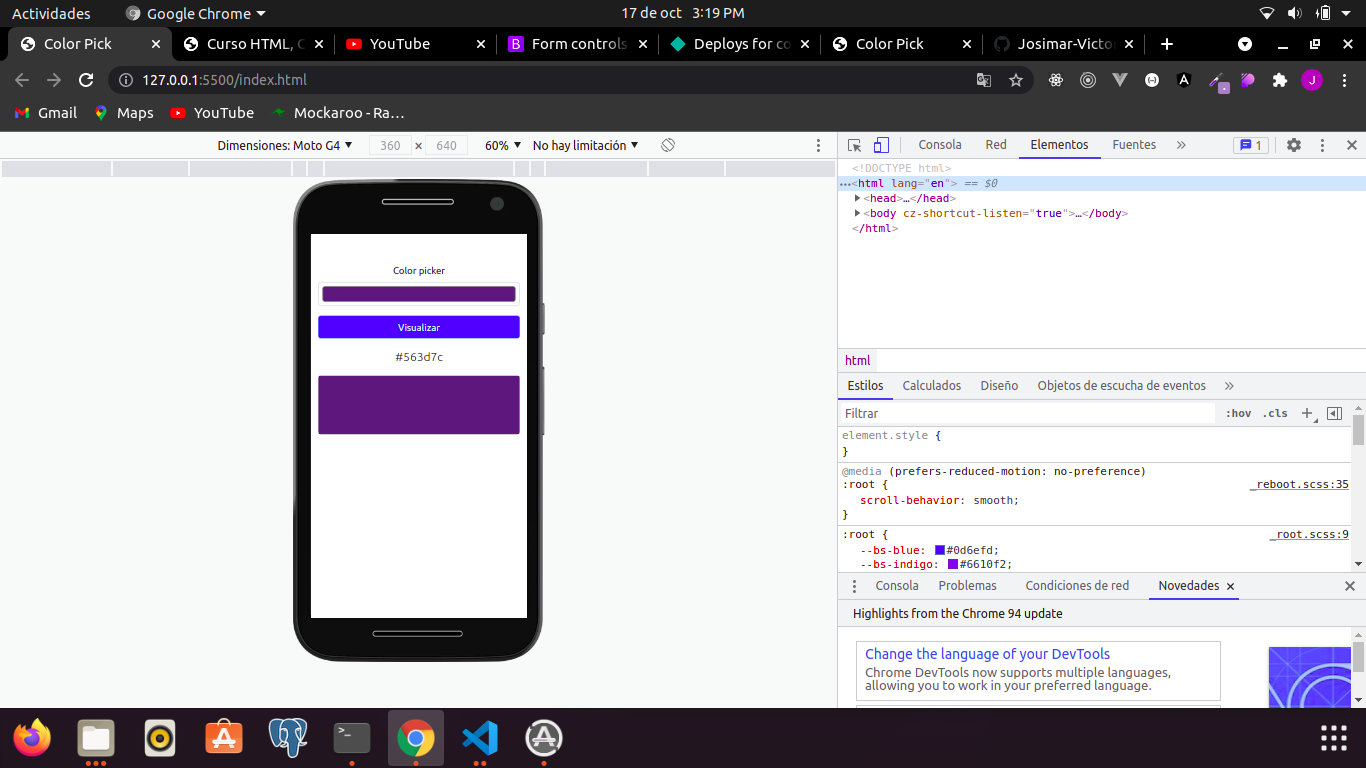 Actividades
Google Chrome
17 de oct 3:19 PM
Color Pick
Curso HTML, C
YouTube
Form controls
Deploys for co
Color Pick
Josimar-Victo
127.0.0.1:5500/index.html
J
Gmail
Maps
YouTube
Mockaroo - Ra…
Dimensiones: Moto G4
360 × 640
60%
No hay limitación
Consola
Red
Elementos
Fuentes
»
1
<!DOCTYPE html>
…<html lang="en"> == $0
<head>…</head>
<body cz-shortcut-listen="true">…</body>
</html>
Color picker
Visualizar
#563d7c
html
Estilos
Calculados
Diseño
Objetos de escucha de eventos
»
Filtrar
:hov
.cls
+
element.style {
}
@media (prefers-reduced-motion: no-preference)
:root {
_reboot.scss:35
scroll-behavior: smooth;
}
:root {
_root.scss:9
--bs-blue: #0d6efd;
--bs-indigo: #6610f2;
Consola
Problemas
Condiciones de red
Novedades
Highlights from the Chrome 94 update
Change the language of your DevTools
Chrome DevTools now supports multiple languages,
allowing you to work in your preferred language.